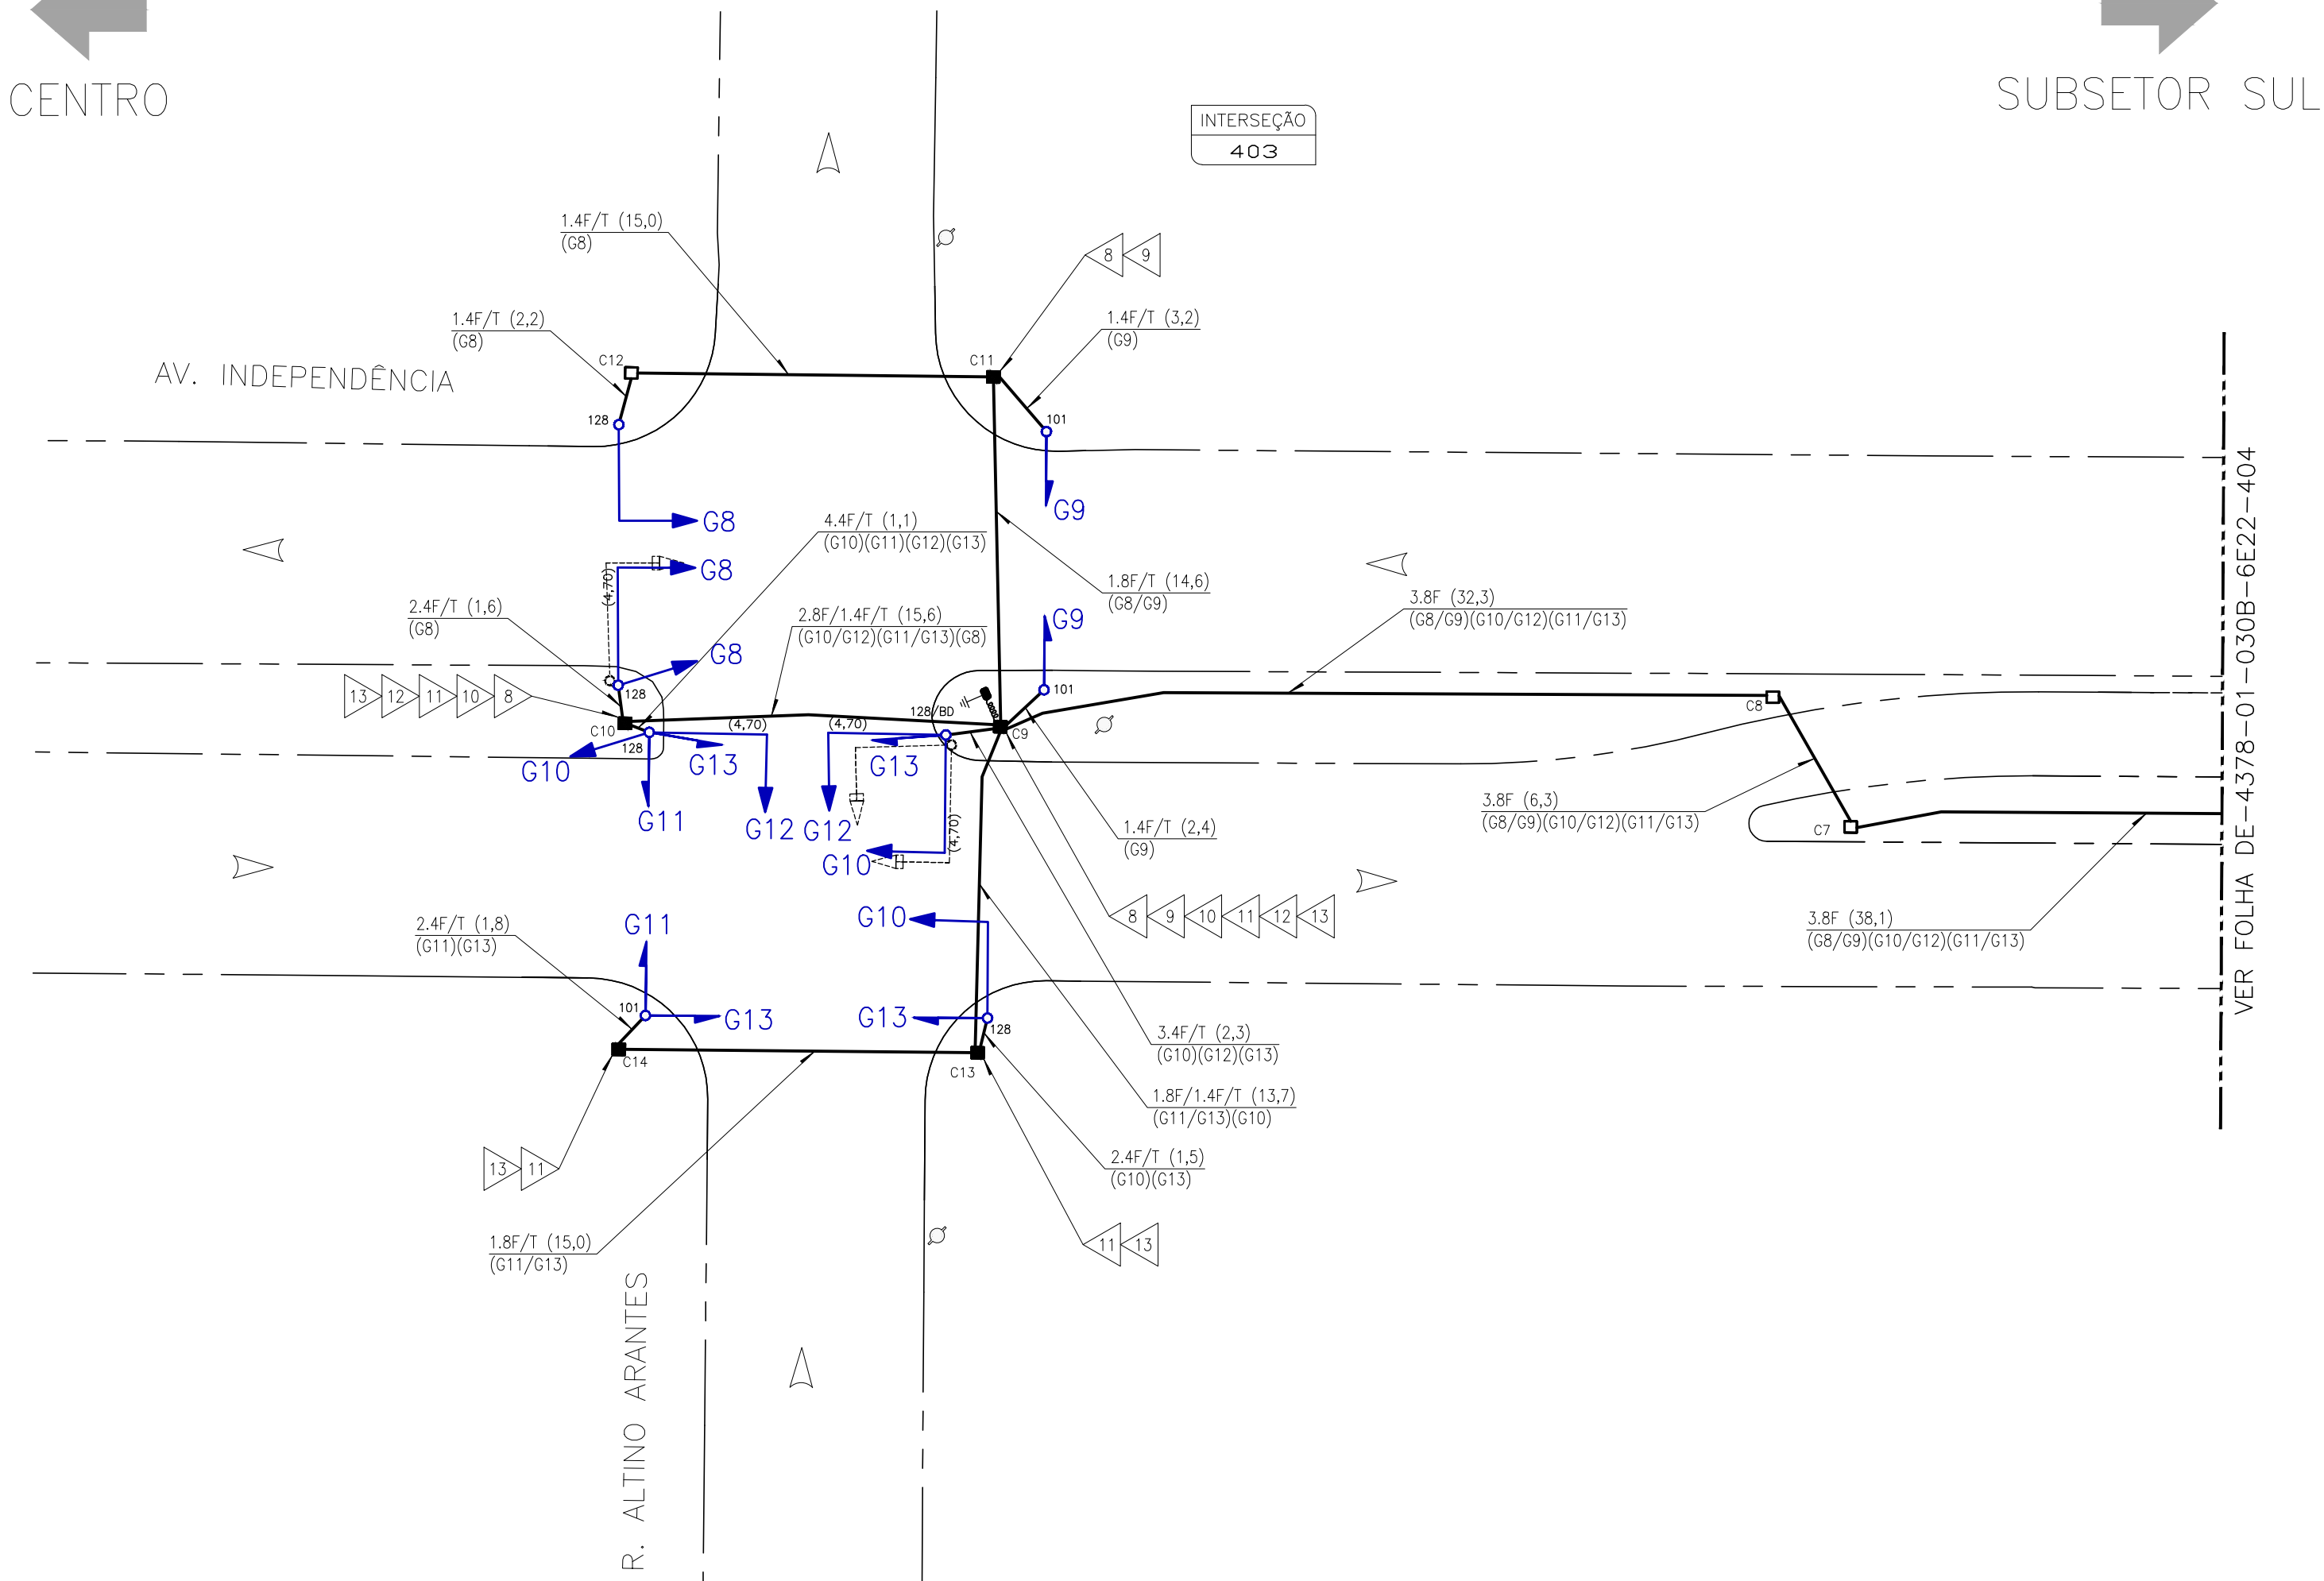 CENTRO
SUBSETOR SUL
INTERSEÇÃO
403
1.4F/T (15,0)
(G8)
8 9
1.4F/T (2,2)
(G8)
1.4F/T (3,2)
(G9)
C12
C11
AV. INDEPENDÊNCIA
128
101
G8
G9
4.4F/T (1,1)
(G10)(G11)(G12)(G13)
G8
(4,70)
1.8F/T (14,6)
(G8/G9)
2.4F/T (1,6)
(G8)
2.8F/1.4F/T (15,6)
(G10/G12)(G11/G13)(G8)
G9
3.8F (32,3)
(G8/G9)(G10/G12)(G11/G13)
G8
13 12 11 10 8
128
101
128/BD
C8
C10
(4,70)
(4,70)
C9
128
G10
G13
G13
G11
G12
G12
3.8F (6,3)
(G8/G9)(G10/G12)(G11/G13)
C7
1.4F/T (2,4)
(G9)
(4,70)
G10
8 9 10 11 12 13
2.4F/T (1,8)
(G11)(G13)
G11
G10
3.8F (38,1)
(G8/G9)(G10/G12)(G11/G13)
VER FOLHA DE-4378-01-030B-6E22-404
101
G13
G13
128
3.4F/T (2,3)
(G10)(G12)(G13)
C14
C13
1.8F/1.4F/T (13,7)
(G11/G13)(G10)
13 11
2.4F/T (1,5)
(G10)(G13)
1.8F/T (15,0)
(G11/G13)
11 13
R. ALTINO ARANTES